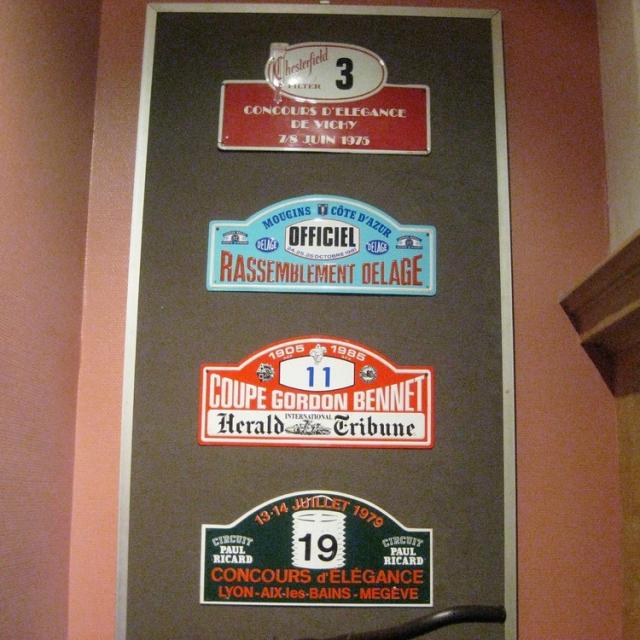 Chesterfield
FILTER
3
CONCOURS D'ELEGANCE
DE VICHY
7/8 JUIN 1975
MOUGINS CÔTE D'AZUR
DELAGE OFFICIEL DELAGE
RASSEMBLEMENT DELAGE
1905 1985
11
COUPE GORDON BENNET
Herald INTERNATIONAL Tribune
13-14 JUILLET 1979
CIRCUIT PAUL RICARD
19
CIRCUIT PAUL RICARD
CONCOURS d'ELÉGANCE
LYON - AIX-les-BAINS - MEGÈVE